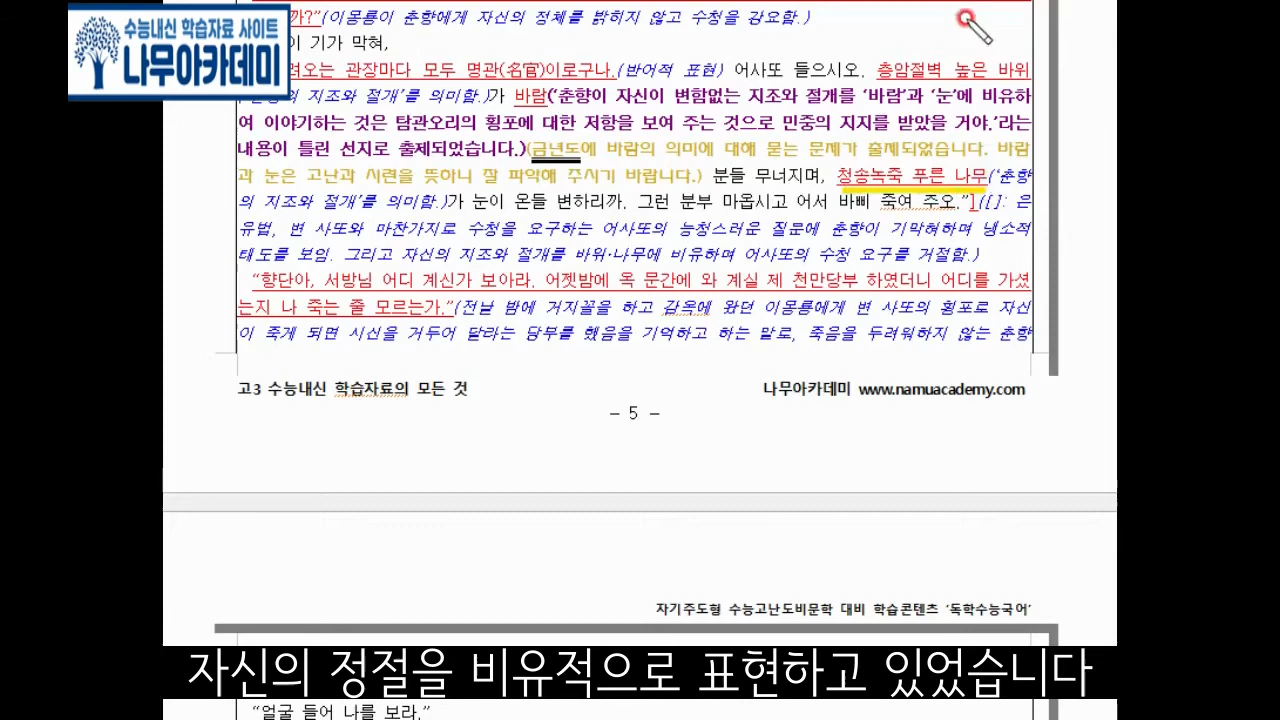 까?”(이몽룡이 춘향에게 자신의 정체를 밝히지 않고 수청을 강요함.)
수능내신 학습자료 사이트
나무아카데미
이 기가 막혀,
려오는 관장마다 모두 명관(名官)이로구나.(반어적 표현) 어사또 들으시오. 층암절벽 높은 바위
의 지조와 절개’를 의미함.)가 바람(‘춘향이 자신이 변함없는 지조와 절개를 ‘바람’과 ‘눈’에 비유하
여 이야기하는 것은 탐관오리의 횡포에 대한 저항을 보여 주는 것으로 민중의 지지를 받았을 거야.’라는
내용이 틀린 선지로 출제되었습니다.)(금년도에 바람의 의미에 대해 묻는 문제가 출제되었습니다. 바람
과 눈은 고난과 시련을 뜻하니 잘 파악해 주시기 바랍니다.) 분들 무너지며, 청송녹죽 푸른 나무(‘춘향
의 지조와 절개’를 의미함.)가 눈이 온들 변하리까. 그런 분부 마옵시고 어서 바삐 죽여 주오.”]([]: 은
유법, 변 사또와 마찬가지로 수청을 요구하는 어사또의 능청스러운 질문에 춘향이 기막혀하며 냉소적
태도를 보임. 그리고 자신의 지조와 절개를 바위·나무에 비유하며 어사또의 수청 요구를 거절함.)
“향단아, 서방님 어디 계신가 보아라. 어젯밤에 옥 문간에 와 계실 제 천만당부 하였더니 어디를 가셨
는지 나 죽는 줄 모르는가.”(전날 밤에 거지꼴을 하고 감옥에 왔던 이몽룡에게 변 사또의 횡포로 자신
이 죽게 되면 시신을 거두어 달라는 당부를 했음을 기억하고 하는 말로, 죽음을 두려워하지 않는 춘향
고3 수능내신 학습자료의 모든 것
나무아카데미 www.namuacademy.com
- 5 -
자기주도형 수능고난도비문학 대비 학습콘텐츠 ‘독학수능국어’
자신의 정절을 비유적으로 표현하고 있었습니다
“얼굴 들어 나를 보라.”